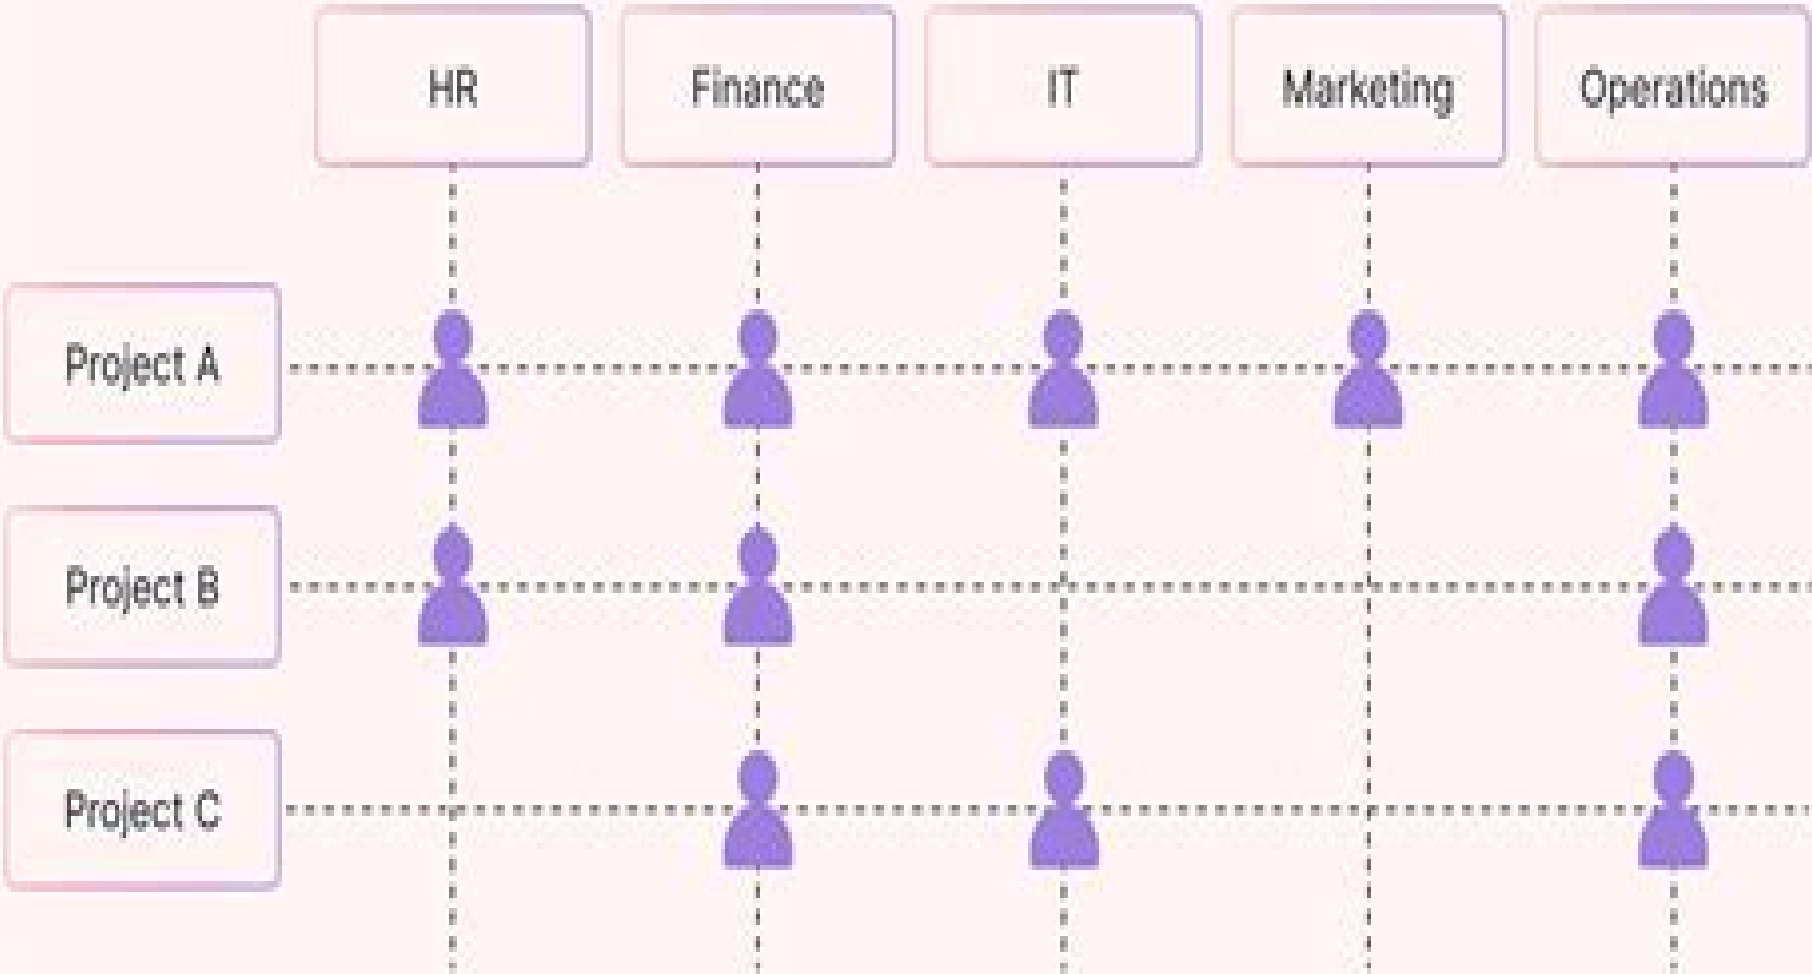 HR
Finance
IT
Marketing
Operations
Project A
Project B
Project C